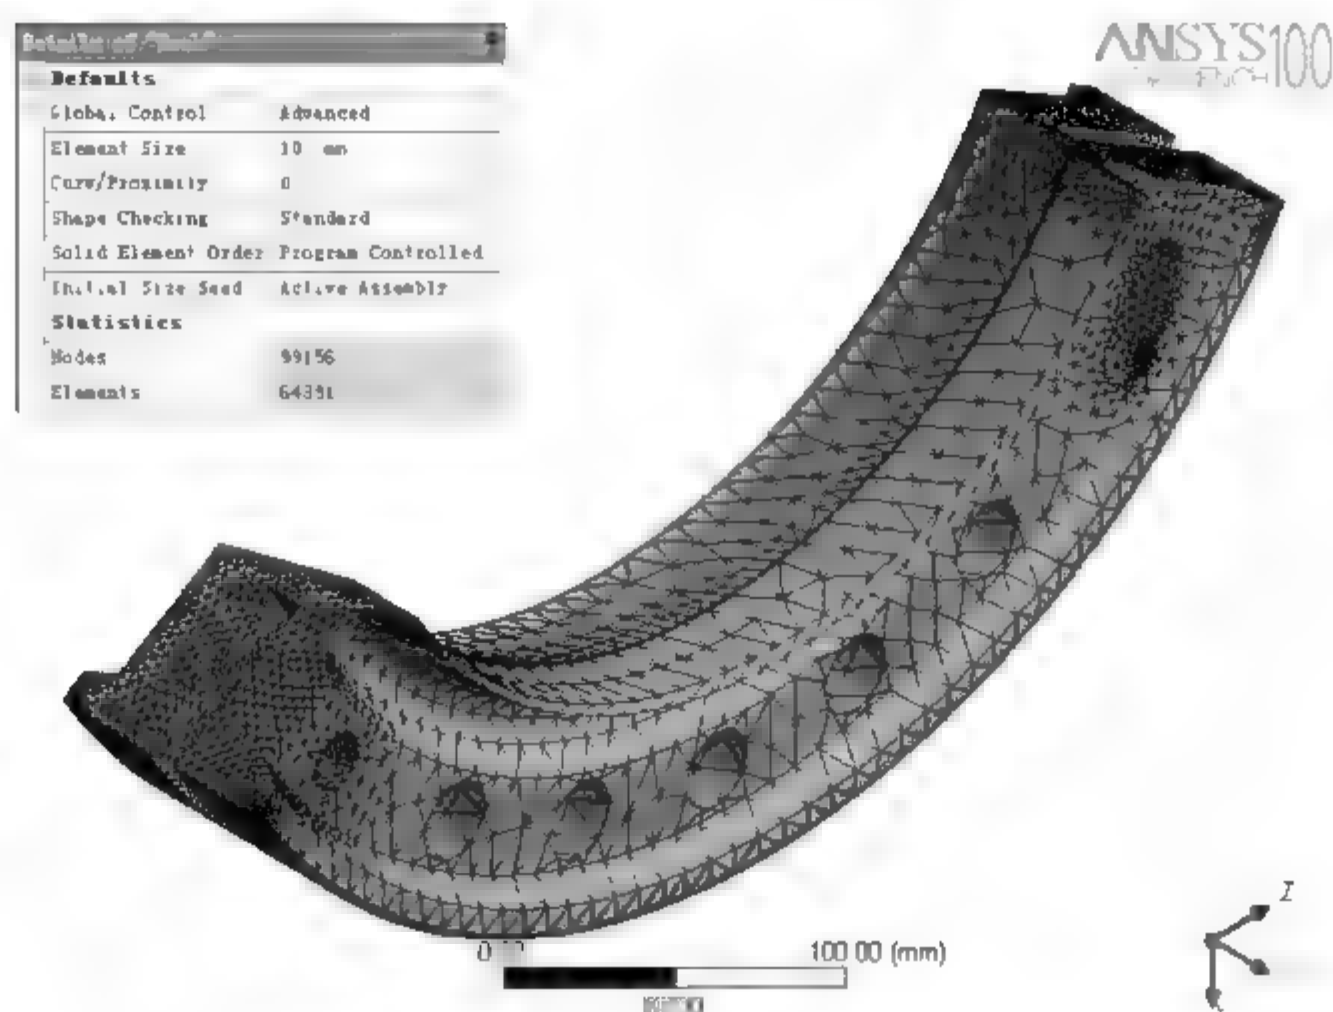 ANSYS100
Defaults
Global Control Advanced
Element Size 10 mm
Curv/Proximity 0
Shape Checking Standard
Solid Element Order Program Controlled
Initial Size Seed Active Assembly
Statistics
Nodes 99156
Elements
100 00 (mm)
Z